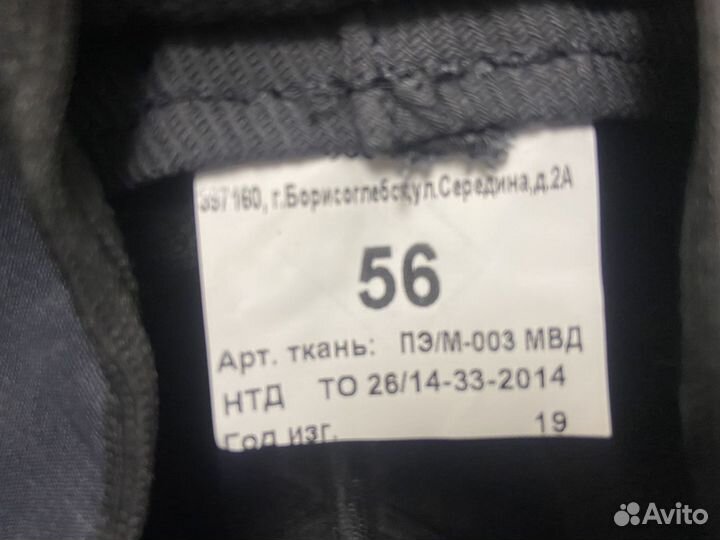 397160, г.Борисоглебск,ул.Середина,д.2А
56
Арт. ткань: ПЭ/М-003 МВД
НТД ТО 26/14-33-2014
Год изг. 19
Avito